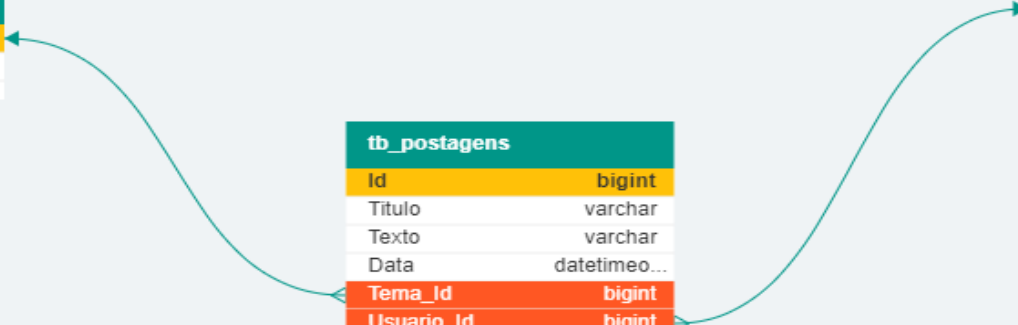 tb_postagens
Id bigint
Titulo varchar
Texto varchar
Data datetimeo...
Tema_Id bigint
Usuario_Id bigint